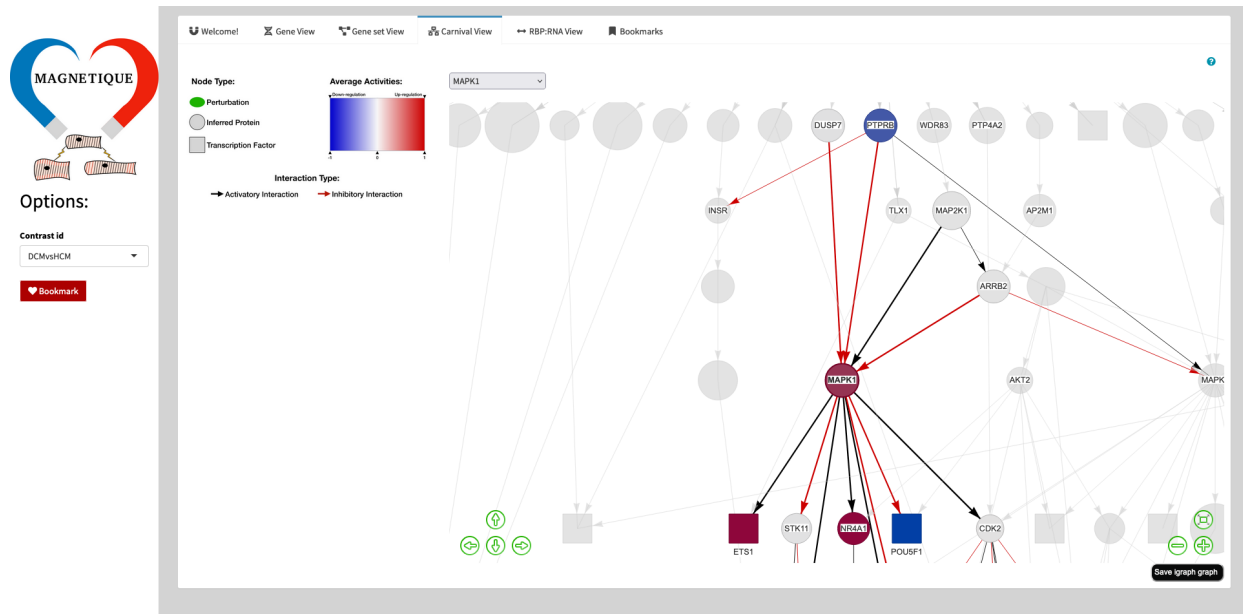 MAGNETIQUE
Welcome! Gene View Gene set View Carnival View RBP:RNA View Bookmarks
Node Type:
Perturbation
Inferred Protein
Transcription Factor
Average Activities:
Down-regulation Up-regulation
-1 0 1
Interaction Type:
Activatory Interaction Inhibitory Interaction
MAPK1
Options:
Contrast id
DCMvsHCM
Bookmark
DUSP7 PTPRB WDR83 PTP4A2
INSR TLX1 MAP2K1 AP2M1
ARRB2
MAPK1 AKT2 MAPK
STK11 NR4A1 CDK2
ETS1 POU5F1
Save igraph graph